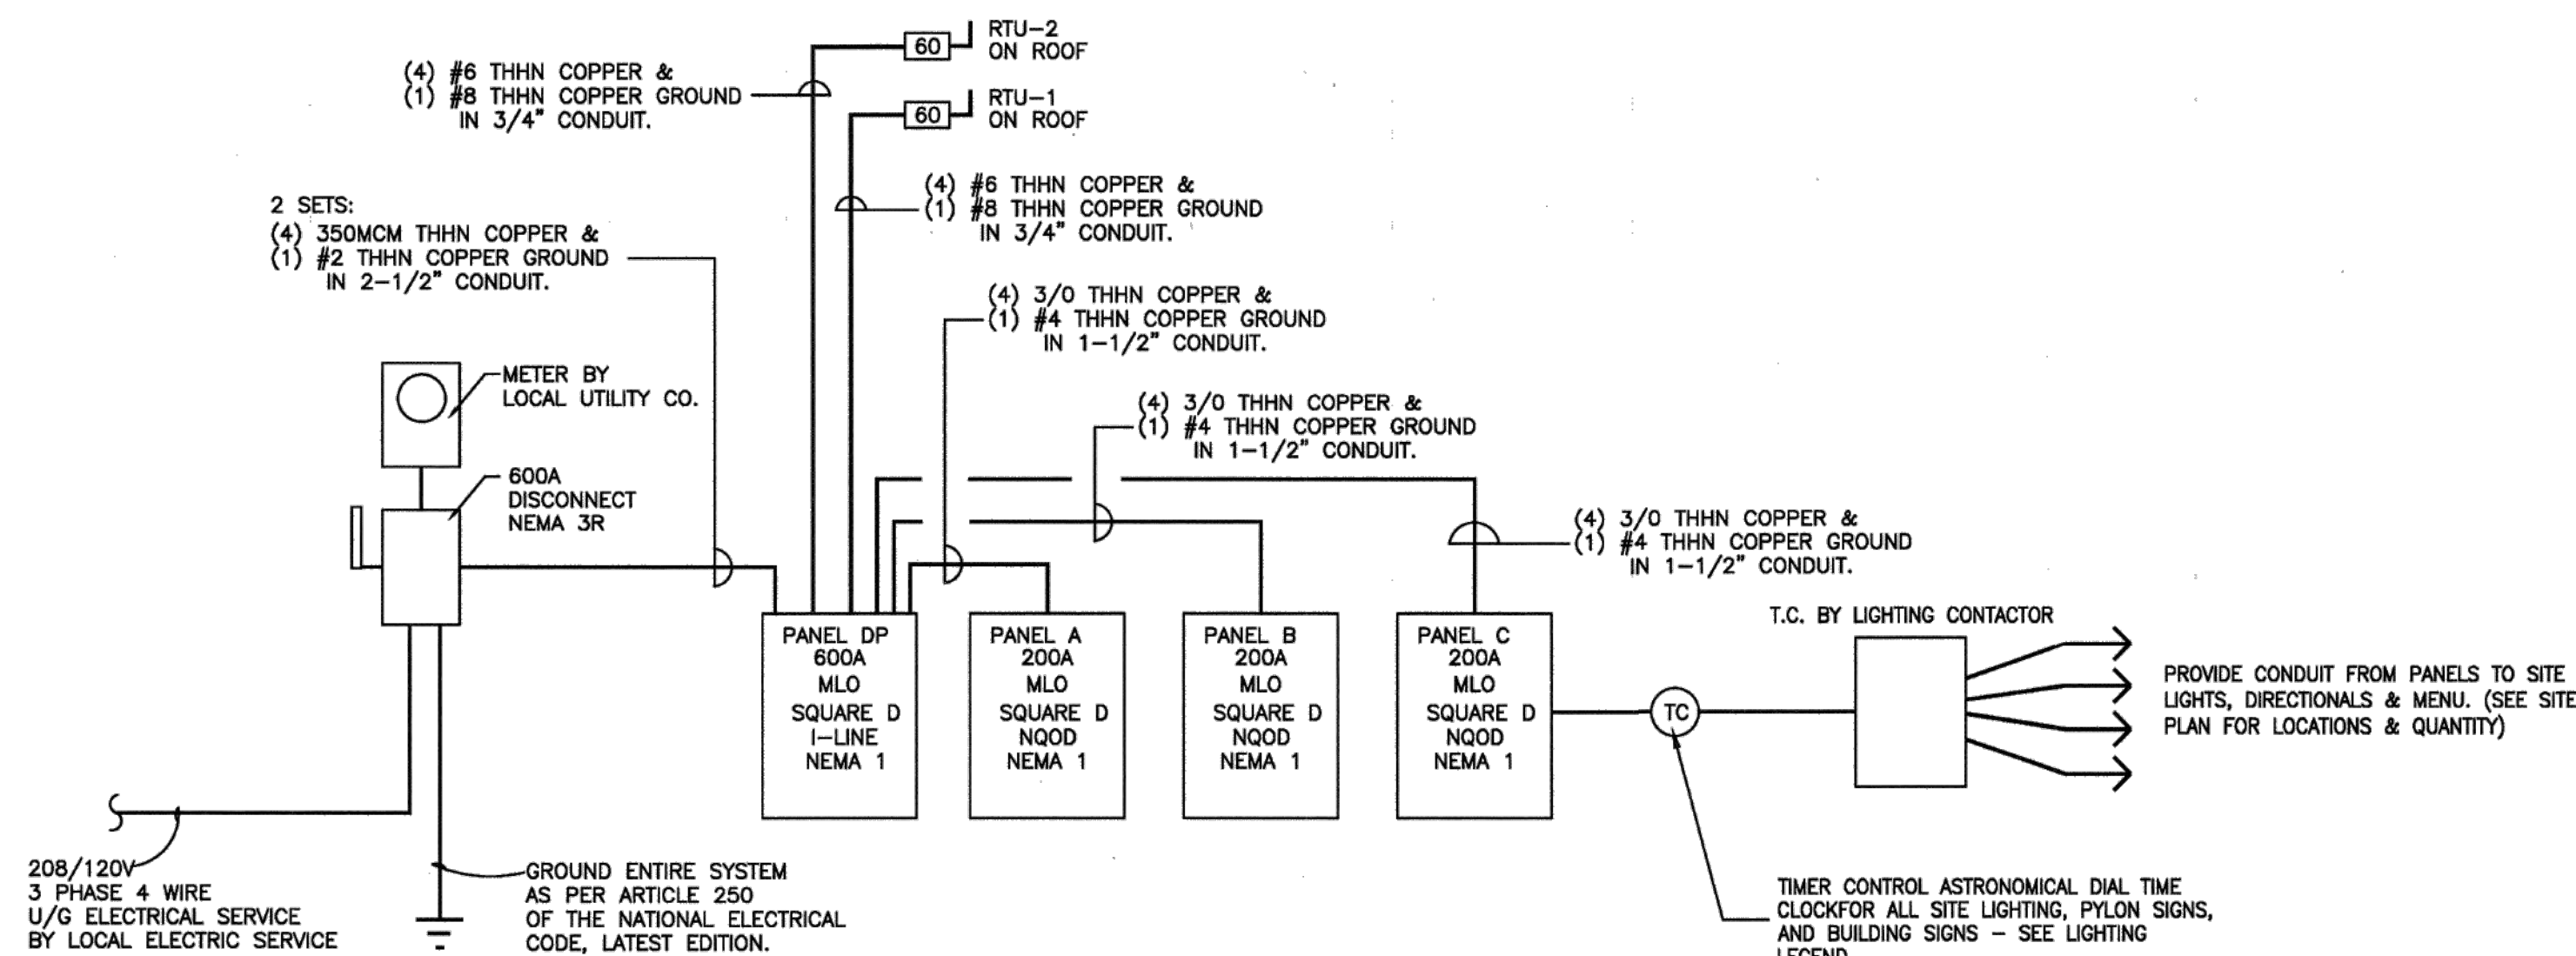 RTU-2
ON ROOF
60
(4) #6 THHN COPPER &
(1) #8 THHN COPPER GROUND
IN 3/4" CONDUIT.
RTU-1
ON ROOF
60
(4) #6 THHN COPPER &
(1) #8 THHN COPPER GROUND
IN 3/4" CONDUIT.
2 SETS:
(4) 350MCM THHN COPPER &
(1) #2 THHN COPPER GROUND
IN 2-1/2" CONDUIT.
(4) 3/0 THHN COPPER &
(1) #4 THHN COPPER GROUND
IN 1-1/2" CONDUIT.
METER BY
LOCAL UTILITY CO.
(4) 3/0 THHN COPPER &
(1) #4 THHN COPPER GROUND
IN 1-1/2" CONDUIT.
600A
DISCONNECT
NEMA 3R
(4) 3/0 THHN COPPER &
(1) #4 THHN COPPER GROUND
IN 1-1/2" CONDUIT.
PANEL DP
600A
MLO
SQUARE D
I-LINE
NEMA 1
PANEL A
200A
MLO
SQUARE D
NQOD
NEMA 1
PANEL B
200A
MLO
SQUARE D
NQOD
NEMA 1
PANEL C
200A
MLO
SQUARE D
NQOD
NEMA 1
TC
T.C. BY LIGHTING CONTACTOR
PROVIDE CONDUIT FROM PANELS TO SITE
LIGHTS, DIRECTIONALS & MENU. (SEE SITE
PLAN FOR LOCATIONS & QUANTITY)
208/120V
3 PHASE 4 WIRE
U/G ELECTRICAL SERVICE
BY LOCAL ELECTRIC SERVICE
GROUND ENTIRE SYSTEM
AS PER ARTICLE 250
OF THE NATIONAL ELECTRICAL
CODE, LATEST EDITION.
TIMER CONTROL ASTRONOMICAL DIAL TIME
CLOCKFOR ALL SITE LIGHTING, PYLON SIGNS,
AND BUILDING SIGNS - SEE LIGHTING
LEGEND